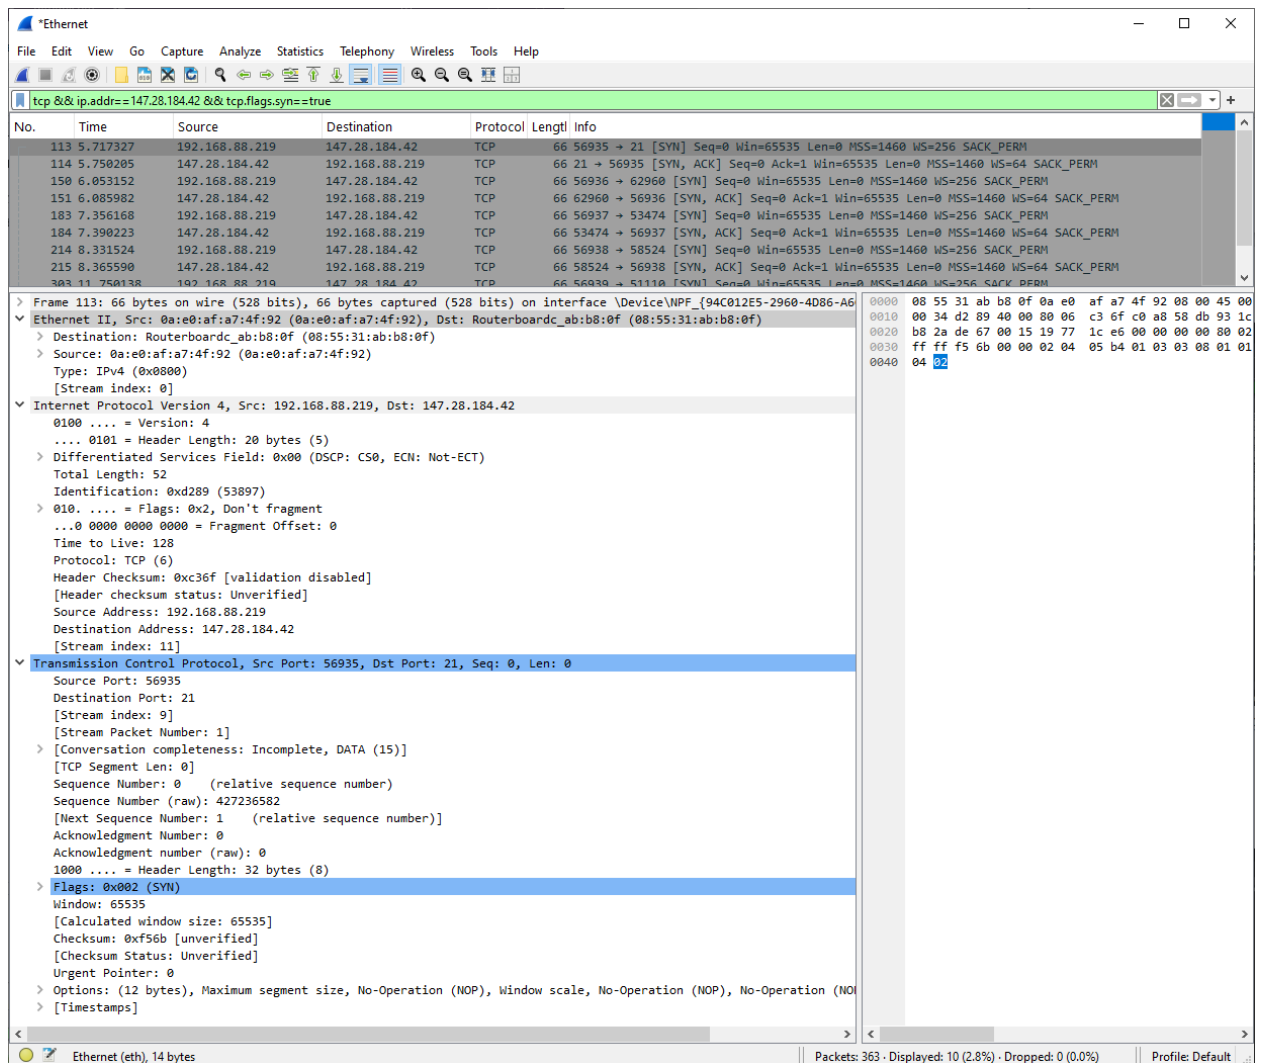 *Ethernet
File Edit View Go Capture Analyze Statistics Telephony Wireless Tools Help
tcp && ip.addr==147.28.184.42 && tcp.flags.syn==true
No. Time Source Destination Protocol Lengtl Info
113 5.717327 192.168.88.219 147.28.184.42 TCP 66 56935 → 21 [SYN] Seq=0 Win=65535 Len=0 MSS=1460 WS=256 SACK_PERM
114 5.750205 147.28.184.42 192.168.88.219 TCP 66 21 → 56935 [SYN, ACK] Seq=0 Ack=1 Win=65535 Len=0 MSS=1460 WS=64 SACK_PERM
150 6.053152 192.168.88.219 147.28.184.42 TCP 66 56936 → 62960 [SYN] Seq=0 Win=65535 Len=0 MSS=1460 WS=256 SACK_PERM
151 6.085982 147.28.184.42 192.168.88.219 TCP 66 62960 → 56936 [SYN, ACK] Seq=0 Ack=1 Win=65535 Len=0 MSS=1460 WS=64 SACK_PERM
183 7.356168 192.168.88.219 147.28.184.42 TCP 66 56937 → 53474 [SYN] Seq=0 Win=65535 Len=0 MSS=1460 WS=256 SACK_PERM
184 7.390223 147.28.184.42 192.168.88.219 TCP 66 53474 → 56937 [SYN, ACK] Seq=0 Ack=1 Win=65535 Len=0 MSS=1460 WS=64 SACK_PERM
214 8.331524 192.168.88.219 147.28.184.42 TCP 66 56938 → 58524 [SYN] Seq=0 Win=65535 Len=0 MSS=1460 WS=256 SACK_PERM
215 8.365590 147.28.184.42 192.168.88.219 TCP 66 58524 → 56938 [SYN, ACK] Seq=0 Ack=1 Win=65535 Len=0 MSS=1460 WS=64 SACK_PERM
303 11.750138 192.168.88.219 147.28.184.42 TCP 66 56939 → 51110 [SYN] Seq=0 Win=65535 Len=0 MSS=1460 WS=256 SACK_PERM
Frame 113: 66 bytes on wire (528 bits), 66 bytes captured (528 bits) on interface \Device\NPF_{94C012E5-2960-4D86-A6
Ethernet II, Src: 0a:e0:af:a7:4f:92 (0a:e0:af:a7:4f:92), Dst: Routerboardc_ab:b8:0f (08:55:31:ab:b8:0f)
Destination: Routerboardc_ab:b8:0f (08:55:31:ab:b8:0f)
Source: 0a:e0:af:a7:4f:92 (0a:e0:af:a7:4f:92)
Type: IPv4 (0x0800)
[Stream index: 0]
Internet Protocol Version 4, Src: 192.168.88.219, Dst: 147.28.184.42
0100 .... = Version: 4
.... 0101 = Header Length: 20 bytes (5)
Differentiated Services Field: 0x00 (DSCP: CS0, ECN: Not-ECT)
Total Length: 52
Identification: 0xd289 (53897)
010. .... = Flags: 0x2, Don't fragment
...0 0000 0000 0000 = Fragment Offset: 0
Time to Live: 128
Protocol: TCP (6)
Header Checksum: 0xc36f [validation disabled]
[Header checksum status: Unverified]
Source Address: 192.168.88.219
Destination Address: 147.28.184.42
[Stream index: 11]
Transmission Control Protocol, Src Port: 56935, Dst Port: 21, Seq: 0, Len: 0
Source Port: 56935
Destination Port: 21
[Stream index: 9]
[Stream Packet Number: 1]
[Conversation completeness: Incomplete, DATA (15)]
[TCP Segment Len: 0]
Sequence Number: 0 (relative sequence number)
Sequence Number (raw): 427236582
[Next Sequence Number: 1 (relative sequence number)]
Acknowledgment Number: 0
Acknowledgment number (raw): 0
1000 .... = Header Length: 32 bytes (8)
Flags: 0x002 (SYN)
Window: 65535
[Calculated window size: 65535]
Checksum: 0xf56b [unverified]
[Checksum Status: Unverified]
Urgent Pointer: 0
Options: (12 bytes), Maximum segment size, No-Operation (NOP), Window scale, No-Operation (NOP), No-Operation (NO
[Timestamps]
0000 08 55 31 ab b8 0f 0a e0 af a7 4f 92 08 00 45 00
0010 00 34 d2 89 40 00 80 06 c3 6f c0 a8 58 db 93 1c
0020 b8 2a de 67 00 15 19 77 1c e6 00 00 00 00 80 02
0030 ff ff f5 6b 00 00 02 04 05 b4 01 03 03 08 01 01
0040 04 02
Ethernet (eth), 14 bytes Packets: 363 · Displayed: 10 (2.8%) · Dropped: 0 (0.0%) Profile: Default